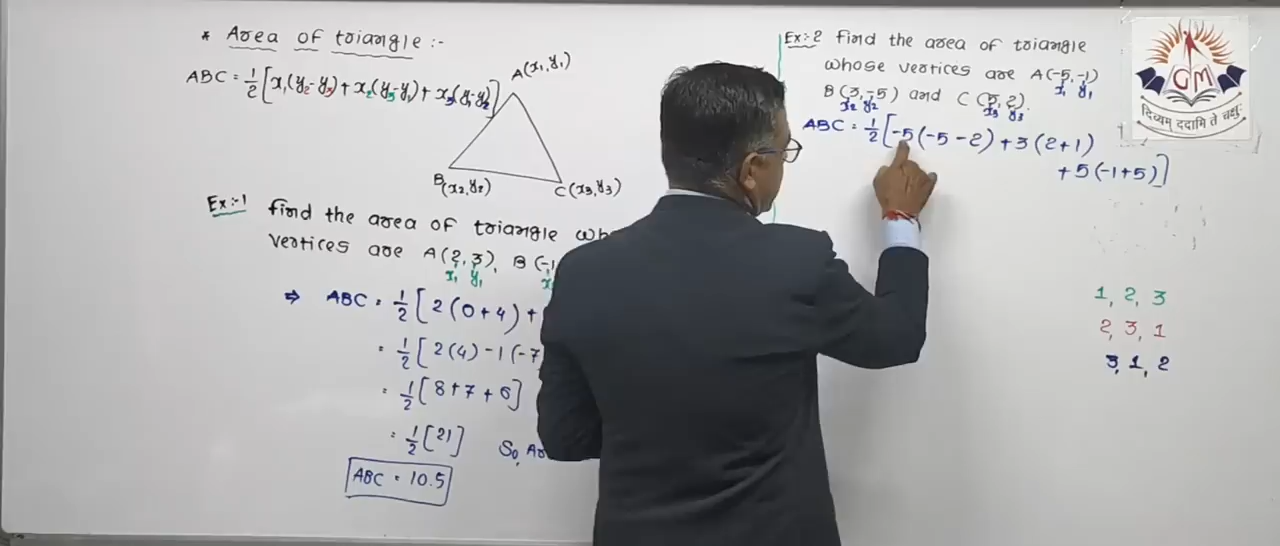 * Area of triangle :-
ABC = 1/2 [x₁(y₂-y₃) + x₂(y₃-y₁) + x₃(y₁-y₂)]
A(x₁,y₁)
B(x₂,y₂)
C(x₃,y₃)
Ex:-1 find the area of triangle
vertices are A(2,3), B(-1,
x₁ y₁
⇒ ABC = 1/2 [2(0+4) +
= 1/2 [2(4) -1(-7
= 1/2 [8+7+6]
= 1/2 [21]
So,
ABC = 10.5
Ex:-2 Find the area of triangle
whose vertices are A(-5,-1)
x₁ y₁
B(3,-5) and C(5,2).
x₂ y₂ x₃ y₃
ABC = 1/2 [-5(-5-2) + 3(2+1)
+ 5(-1+5)]
1, 2, 3
2, 3, 1
3, 1, 2
GM
दिव्यम् ददामि ते चक्षुः